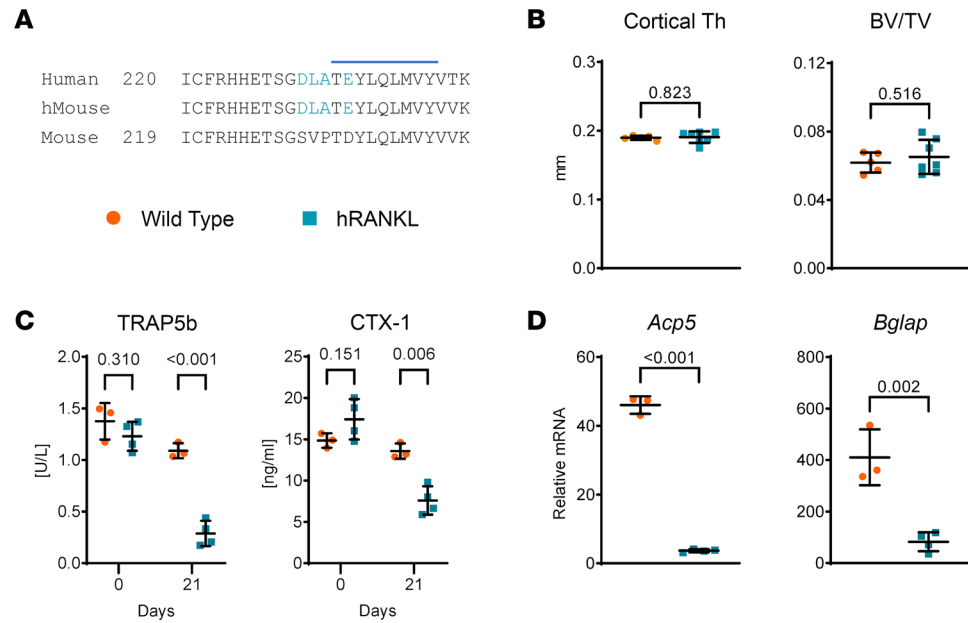 A
Human 220 ICFRHHETSGDLATEYLQLMVYVTK
hMouse ICFRHHETSGDLATEYLQLMVYVVK
Mouse 219 ICFRHHETSGSVPTDYLQLMVYVVK
Wild Type hRANKL
B
Cortical Th
0.823
0.3
0.2
0.1
0.0
mm
BV/TV
0.516
0.12
0.08
0.04
0.00
C
TRAP5b
0.310 <0.001
2.0
1.5
1.0
0.5
0.0
[U/L]
0 21
Days
CTX-1
0.151 0.006
25
20
15
10
5
0
[ng/ml]
0 21
Days
D
Acp5
<0.001
60
40
20
0
Relative mRNA
Bglap
0.002
800
600
400
200
0